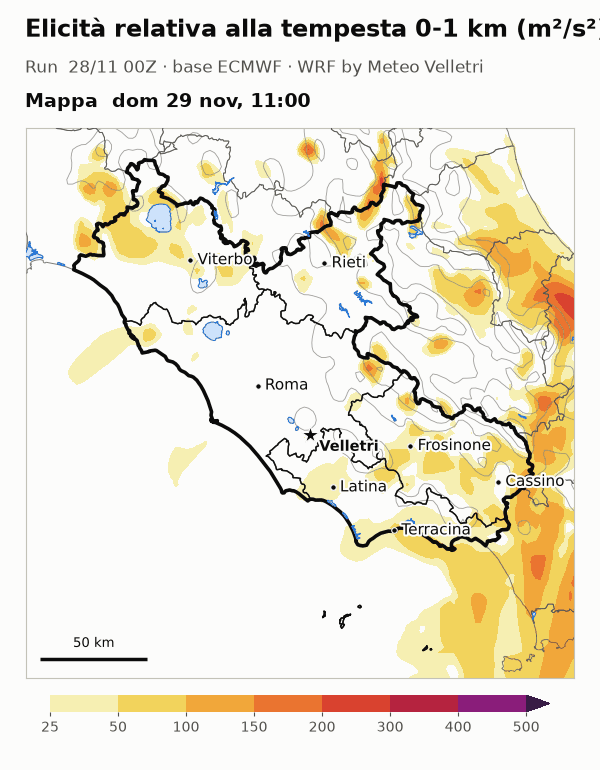 Elicità relativa alla tempesta 0-1 km (m²/s²)
Run 28/11 00Z · base ECMWF · WRF by Meteo Velletri
Mappa dom 29 nov, 11:00
Viterbo
Rieti
Roma
Velletri
Frosinone
Cassino
Latina
Terracina
50 km
25 50 100 150 200 300 400 500